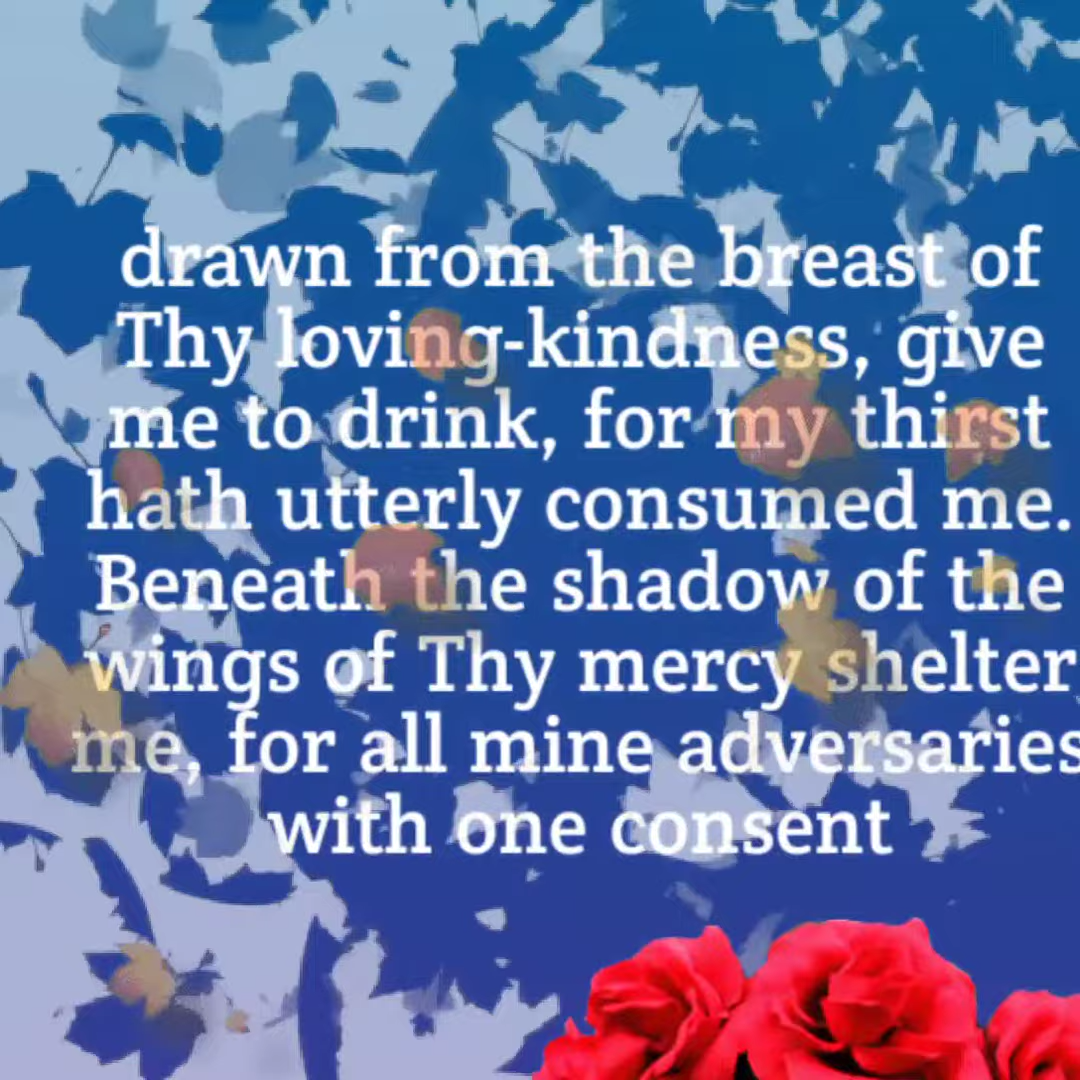 drawn from the breast of
Thy loving-kindness, give
me to drink, for my thirst
hath utterly consumed me.
Beneath the shadow of the
wings of Thy mercy shelter
me, for all mine adversaries
with one consent